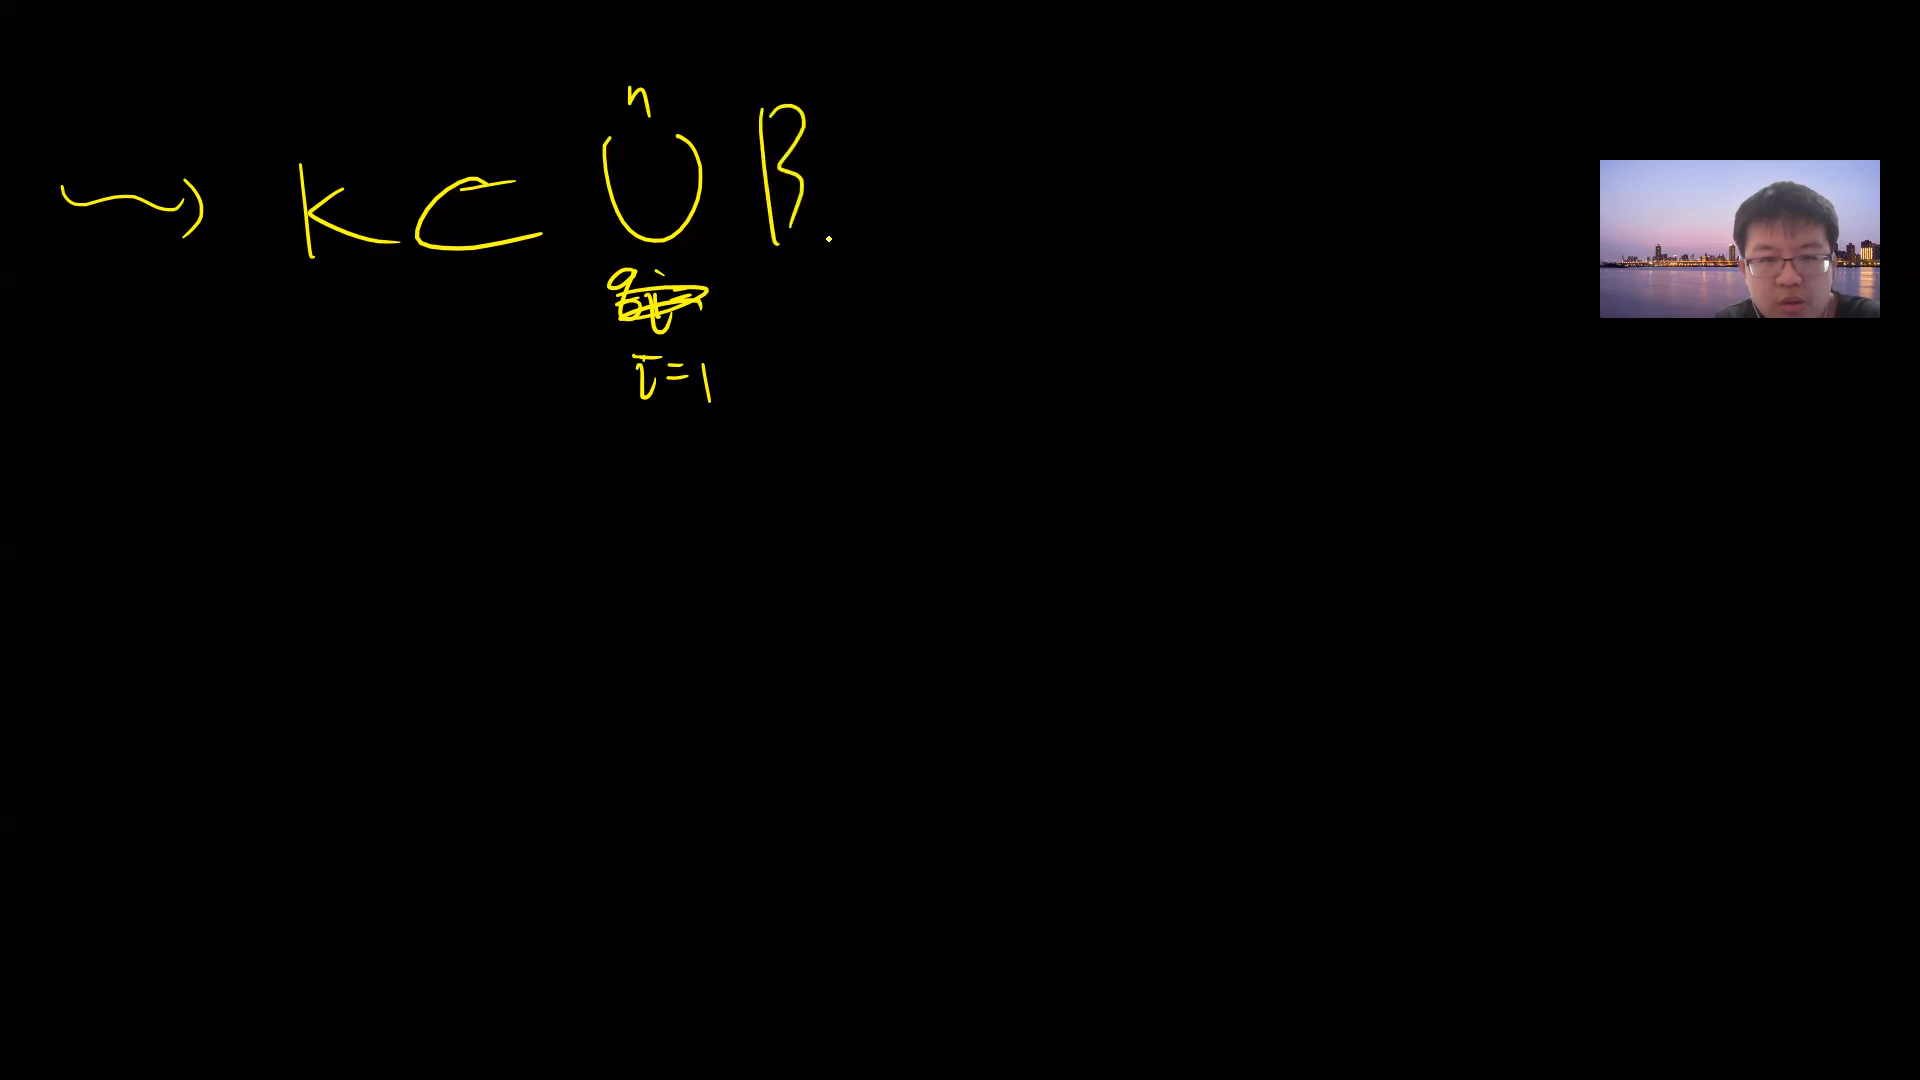 n
⇝ K ⊂ ⋃ B
i=1